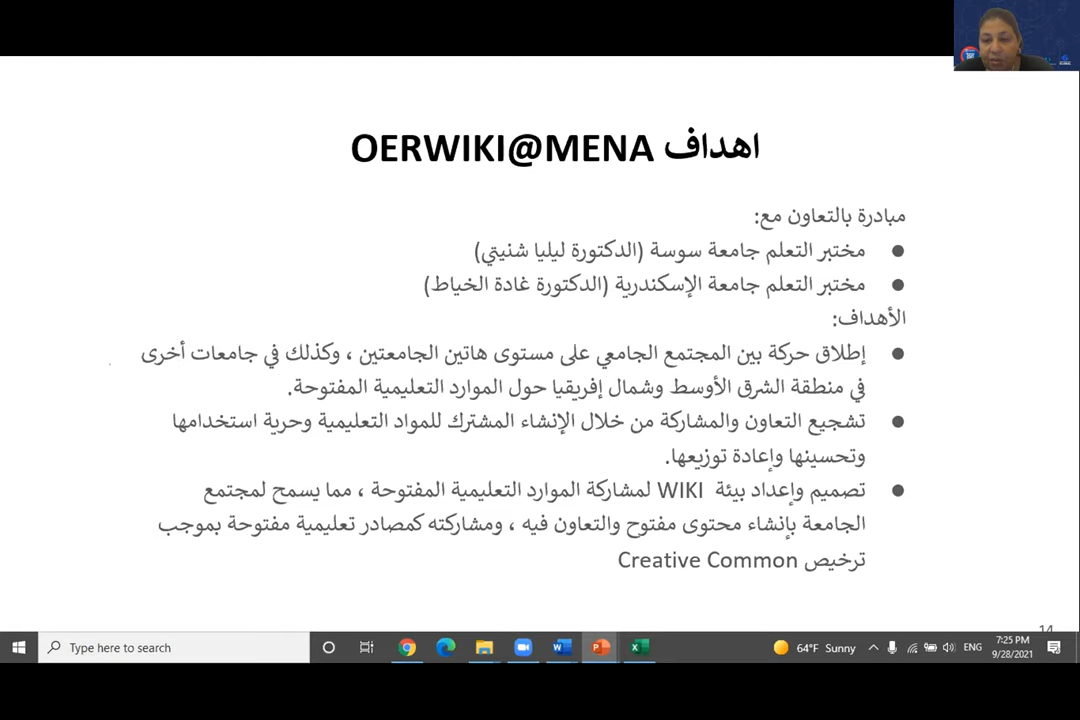 اهداف OERWIKI@MENA
مبادرة بالتعاون مع:
● مختبر التعلم جامعة سوسة (الدكتورة ليليا شنيتي)
● مختبر التعلم جامعة الإسكندرية (الدكتورة غادة الخياط)
الأهداف:
● إطلاق حركة بين المجتمع الجامعي على مستوى هاتين الجامعتين ، وكذلك في جامعات أخرى
في منطقة الشرق الأوسط وشمال إفريقيا حول الموارد التعليمية المفتوحة.
● تشجيع التعاون والمشاركة من خلال الإنشاء المشترك للمواد التعليمية وحرية استخدامها
وتحسينها وإعادة توزيعها.
● تصميم وإعداد بيئة WIKI لمشاركة الموارد التعليمية المفتوحة ، مما يسمح لمجتمع
الجامعة بإنشاء محتوى مفتوح والتعاون فيه ، ومشاركته كمصادر تعليمية مفتوحة بموجب
ترخيص Creative Common
14
Type here to search
64°F Sunny
ENG
7:25 PM
9/28/2021